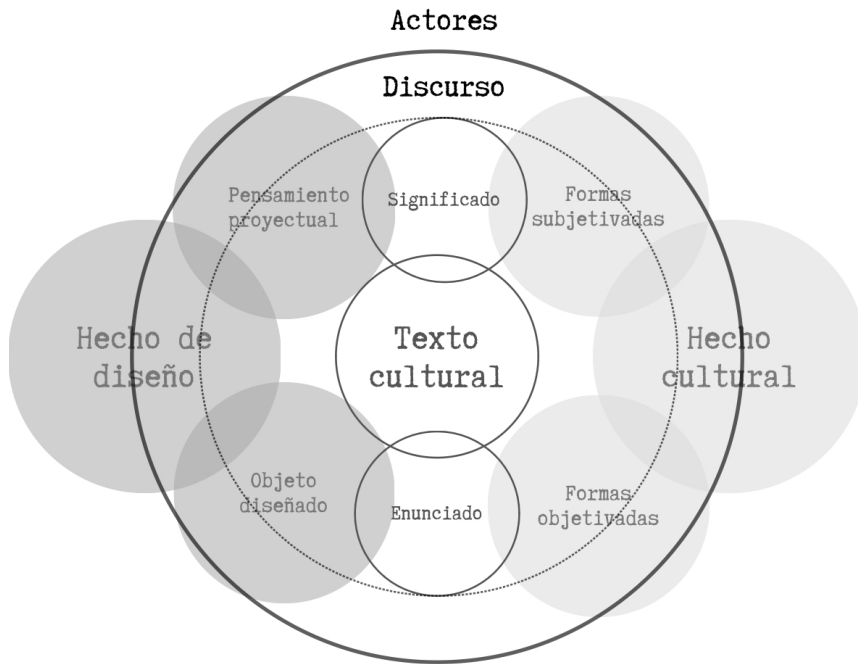 Actores
Discurso
Pensamiento
proyectual
Significado
Formas
subjetivadas
Hecho de
diseño
Texto
cultural
Hecho
cultural
Objeto
diseñado
Enunciado
Formas
objetivadas